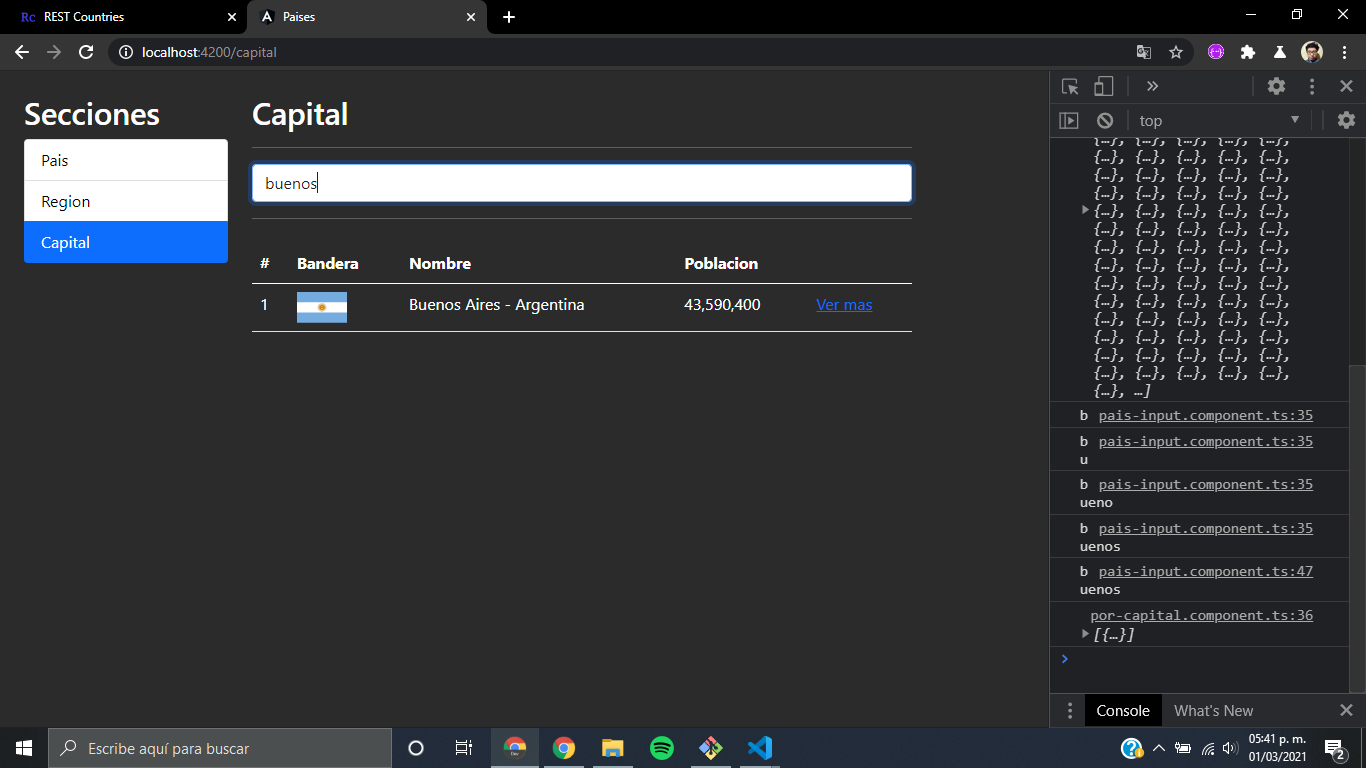 Rc REST Countries
Paises
localhost:4200/capital
Secciones
Pais
Region
Capital
Capital
buenos
# Bandera Nombre Poblacion
1 Buenos Aires - Argentina 43,590,400 Ver mas
top
{…}, {…}, {…}, {…}, {…},
{…}, {…}, {…}, {…}, {…},
{…}, {…}, {…}, {…}, {…},
{…}, {…}, {…}, {…}, {…},
{…}, {…}, {…}, {…}, {…},
{…}, {…}, {…}, {…}, {…},
{…}, {…}, {…}, {…}, {…},
{…}, {…}, {…}, {…}, {…},
{…}, {…}, {…}, {…}, {…},
{…}, {…}, {…}, {…}, {…},
{…}, {…}, {…}, {…}, {…},
{…}, {…}, {…}, {…}, {…},
{…}, {…}, {…}, {…}, {…},
{…}, {…}, {…}, {…}, {…},
{…}, …]
b pais-input.component.ts:35
b pais-input.component.ts:35
u
b pais-input.component.ts:35
ueno
b pais-input.component.ts:35
uenos
b pais-input.component.ts:47
uenos
por-capital.component.ts:36
[{…}]
Console What's New
Escribe aquí para buscar
Dev
05:41 p. m.
01/03/2021
2